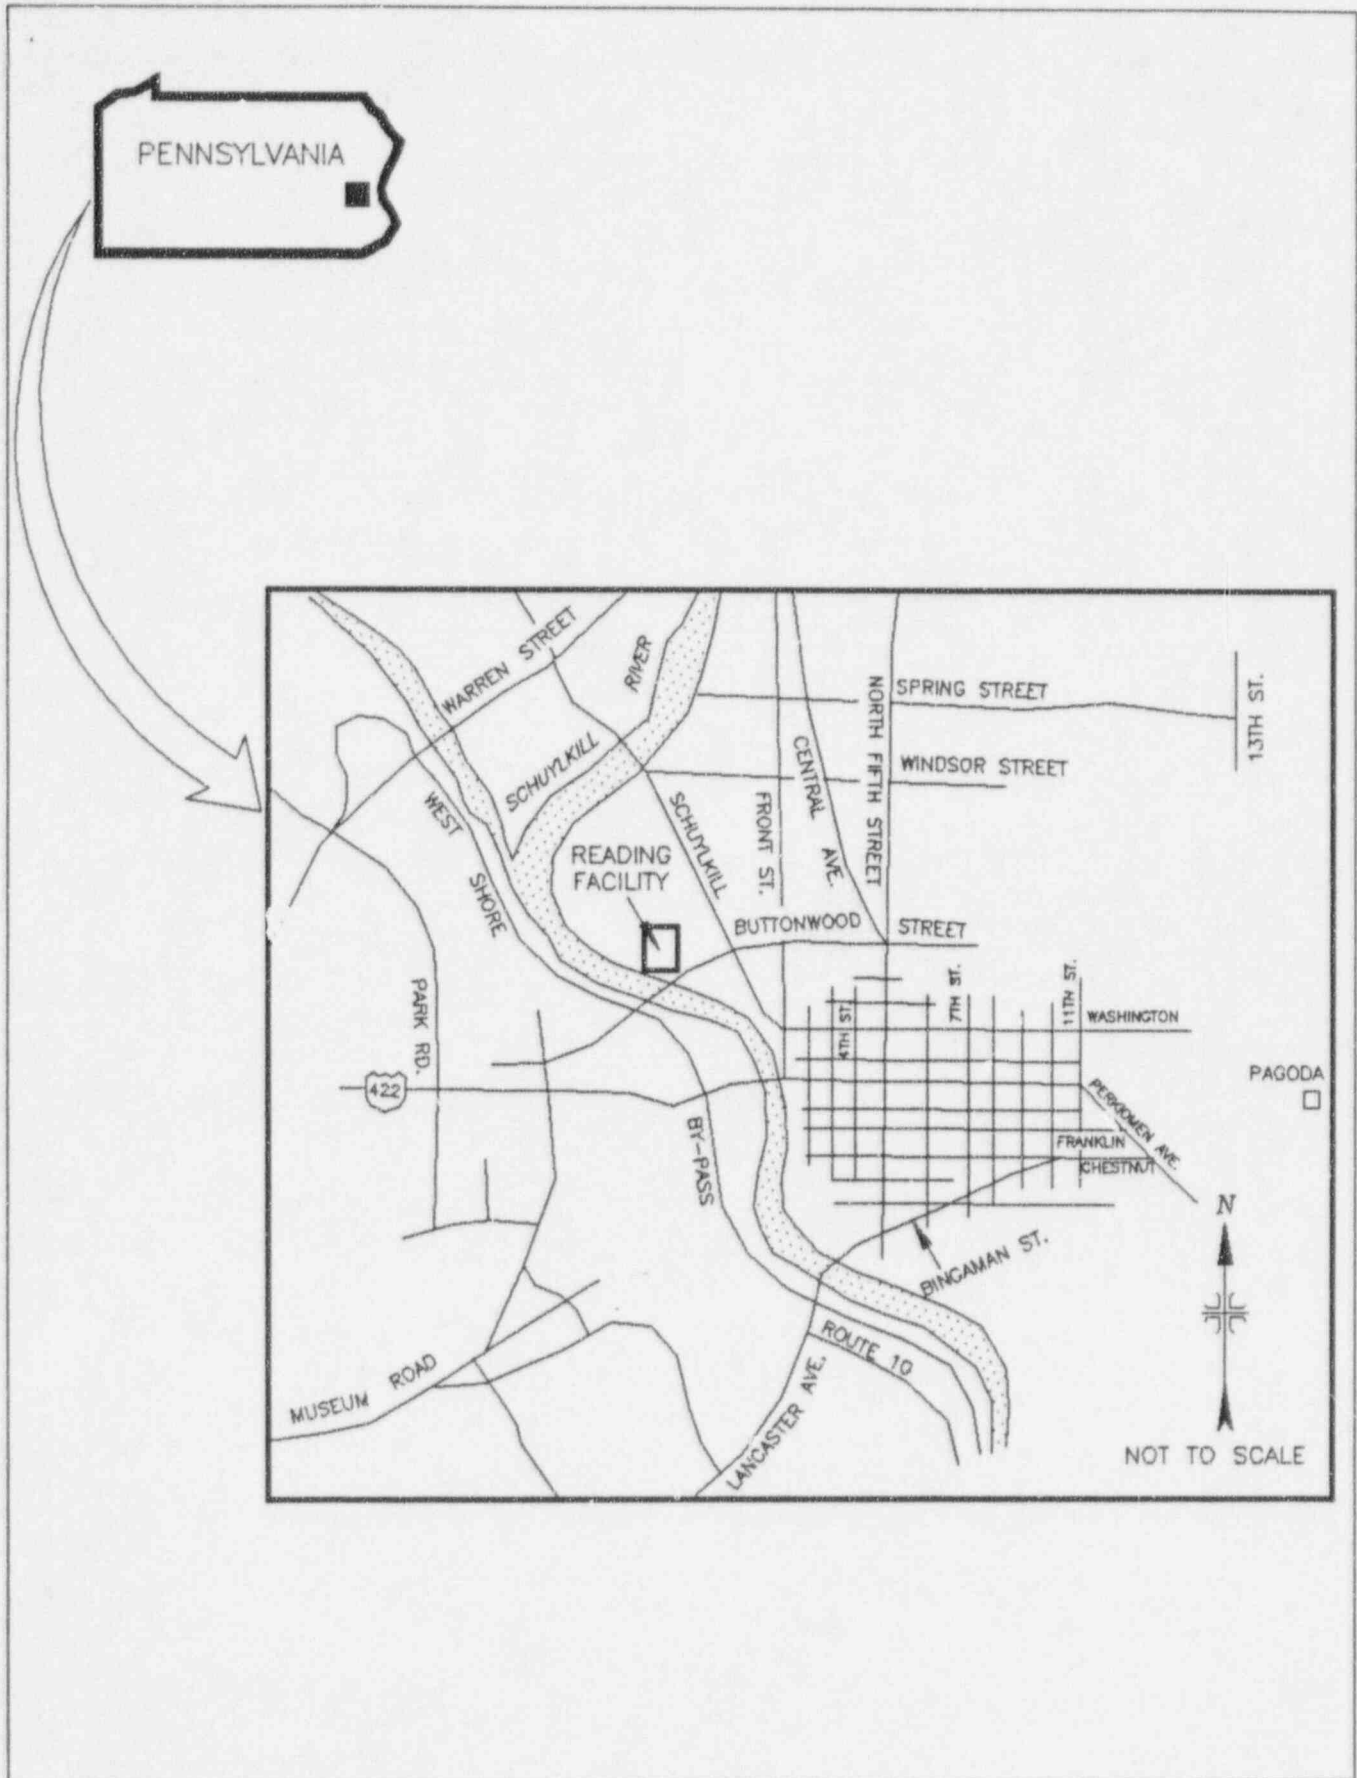 PENNSYLVANIA
WARREN STREET
RIVER
SCHUYLKILL
WEST
SHORE
BY-PASS
SCHUYLKILL
FRONT ST.
CENTRAL
AVE.
NORTH FIFTH STREET
SPRING STREET
WINDSOR STREET
13TH ST.
READING
FACILITY
BUTTONWOOD
STREET
PARK RD.
422
4TH ST.
7TH ST.
11TH ST.
WASHINGTON
PAGODA
PERKIOMEN AVE.
FRANKLIN
CHESTNUT
BINGAMAN ST.
N
ROUTE 10
LANCASTER AVE.
MUSEUM ROAD
NOT TO SCALE